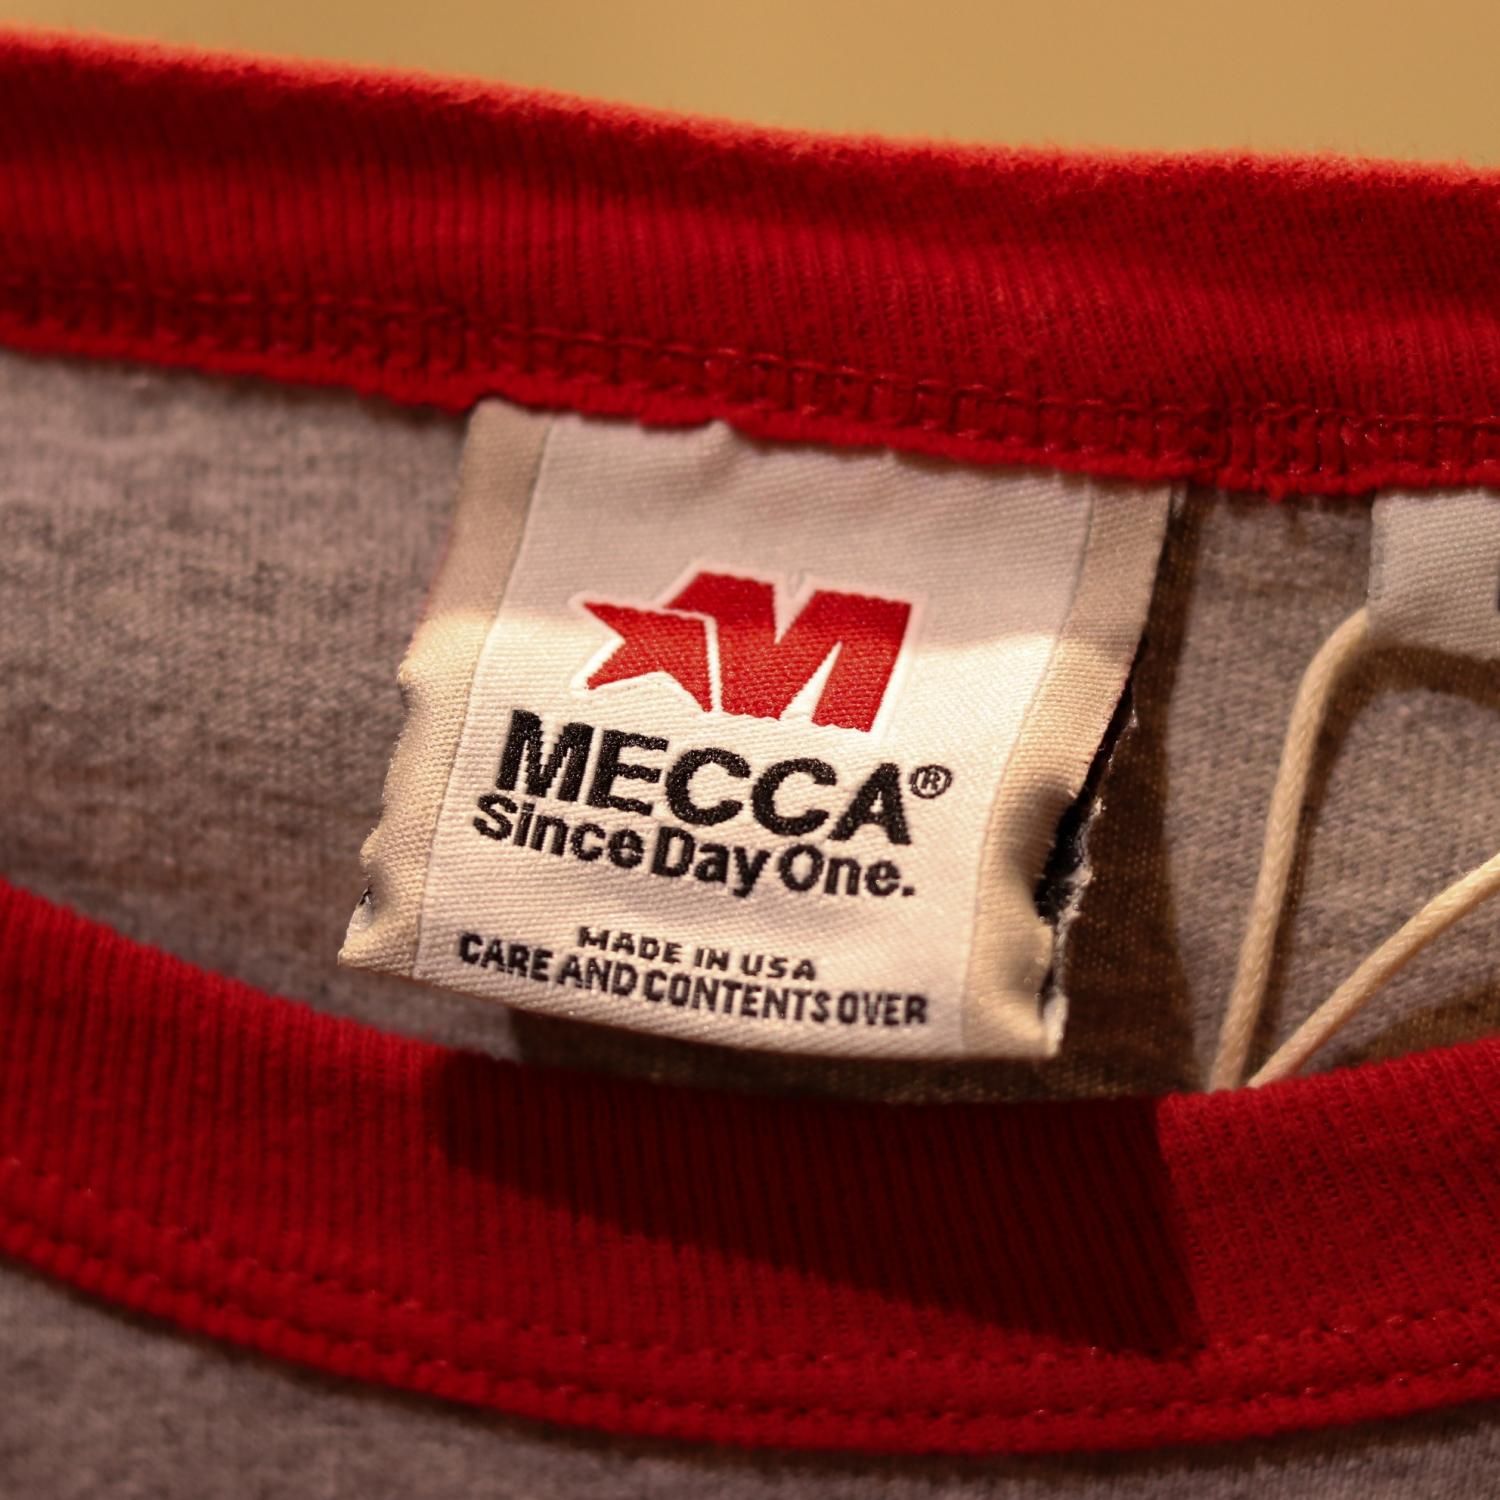 M
MECCA®
Since Day One.
MADE IN USA
CARE AND CONTENTS OVER